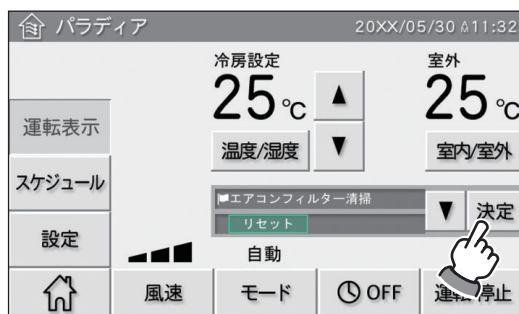 パラディア 20XX/05/30 11:32
冷房設定 室外
25℃ ▲ 25℃
運転表示
温度/湿度 ▼ 室内/室外
スケジュール
エアコンフィルター清掃
リセット ▼ 決定
設定
自動
風速 モード OFF 運転/停止